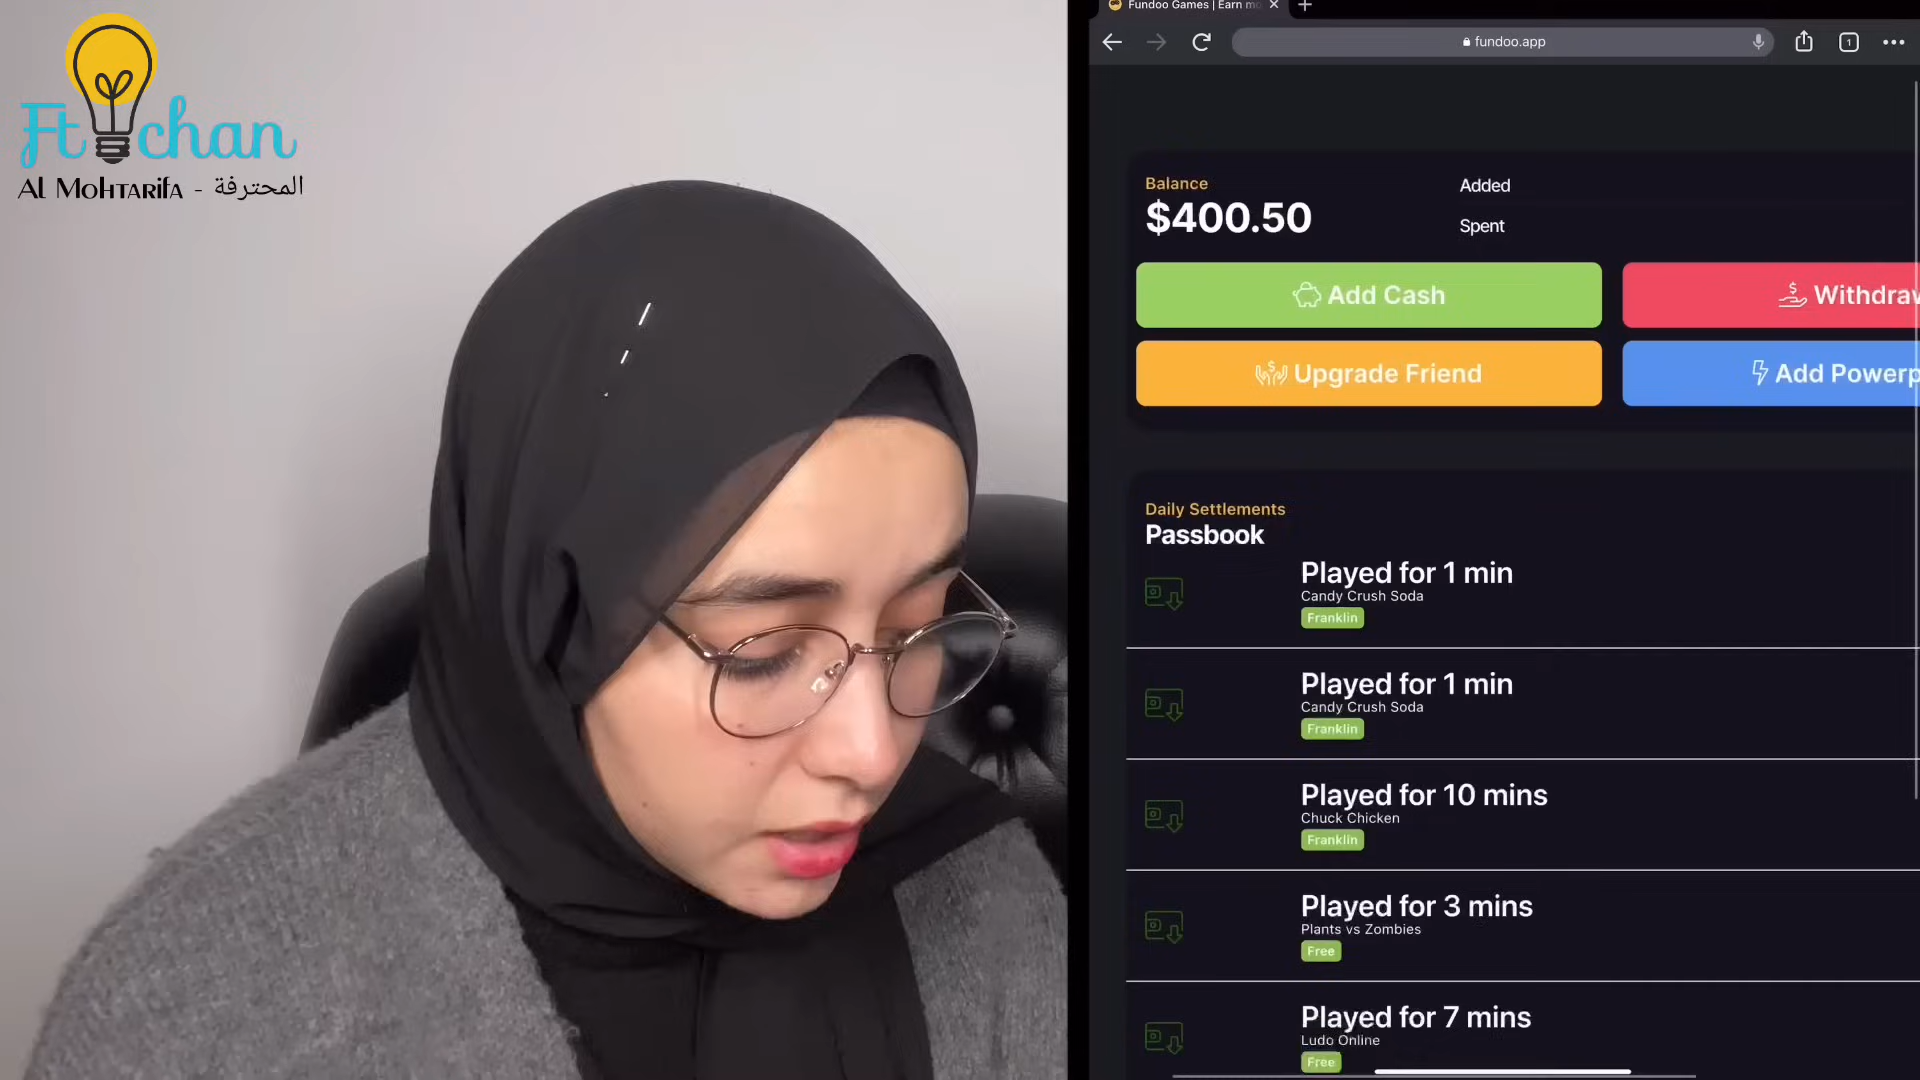 Ft chan
Al Mohtarifa - المحترفة
Fundoo Games | Earn mo
fundoo.app
1
Balance
$400.50
Added
Spent
Add Cash
Withdraw
Upgrade Friend
Add Powerp
Daily Settlements
Passbook
Played for 1 min
Candy Crush Soda
Franklin
Played for 1 min
Candy Crush Soda
Franklin
Played for 10 mins
Chuck Chicken
Franklin
Played for 3 mins
Plants vs Zombies
Free
Played for 7 mins
Ludo Online
Free